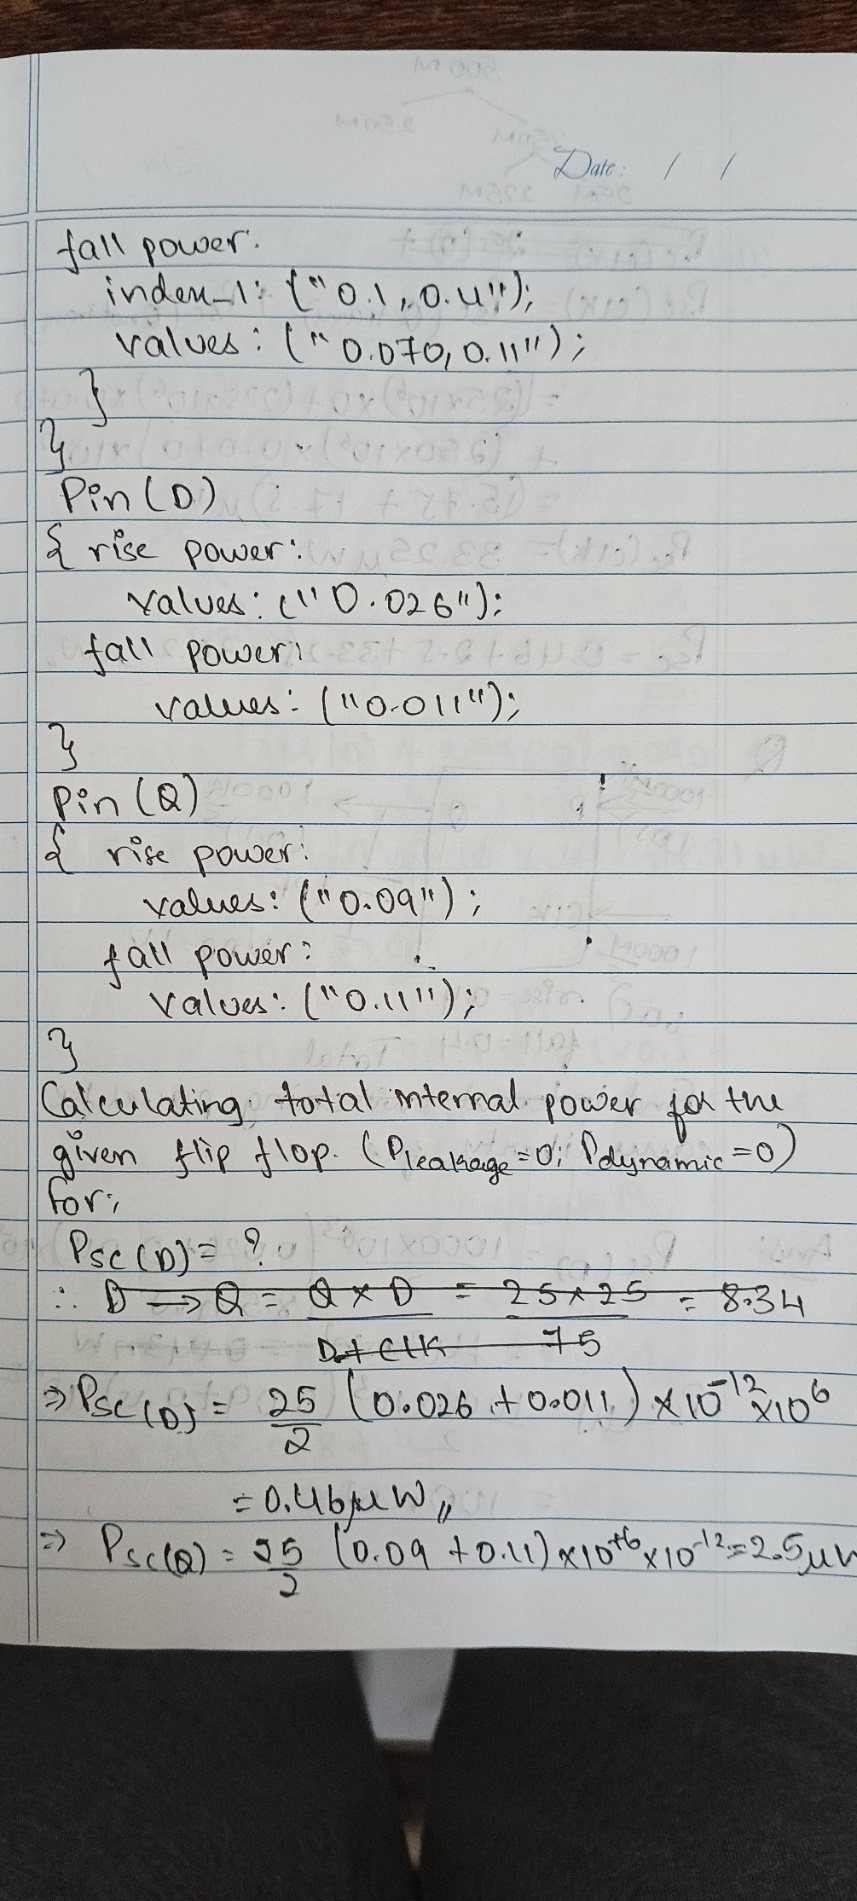 Date: / /
fall power:
index_1: ("0.1, 0.4");
values: ("0.070, 0.11");
}
}
Pin (D)
{ rise power:
values: ("0.026");
fall power:
values: ("0.011");
}
Pin (Q)
{ rise power:
values: ("0.09");
fall power:
values: ("0.11");
}
Calculating total internal power for the
given flip flop. (Pleakage = 0; Pdynamic = 0)
for;
Psc(D) = ?
∴ D → Q = Q × D / D + Clk = 25 × 25 / 75 = 8.34
⇒ Psc(D) = 25/2 (0.026 + 0.011) × 10^-12 × 10^6
= 0.46 μW
⇒ Psc(Q) = 25/2 (0.09 + 0.11) × 10^+6 × 10^-12 = 2.5 μW